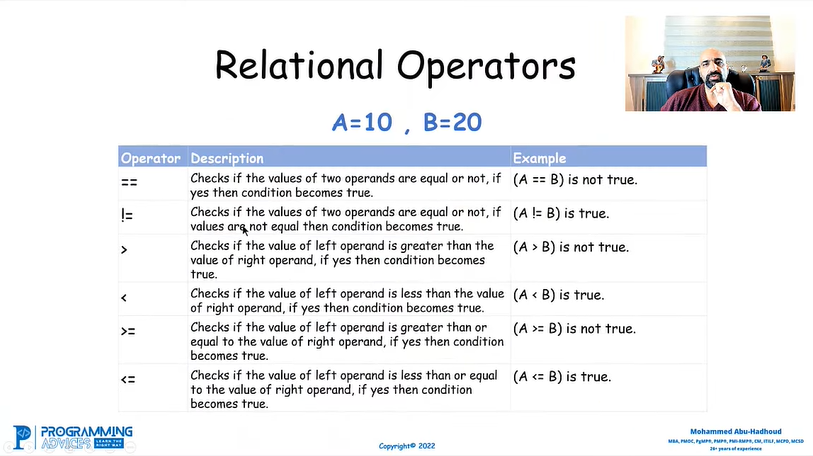 Relational Operators
A=10 , B=20
Operator Description Example
== Checks if the values of two operands are equal or not, if (A == B) is not true.
yes then condition becomes true.
!= Checks if the values of two operands are equal or not, if (A != B) is true.
values are not equal then condition becomes true.
> Checks if the value of left operand is greater than the (A > B) is not true.
value of right operand, if yes then condition becomes
true.
< Checks if the value of left operand is less than the value (A < B) is true.
of right operand, if yes then condition becomes true.
>= Checks if the value of left operand is greater than or (A >= B) is not true.
equal to the value of right operand, if yes then condition
becomes true.
<= Checks if the value of left operand is less than or equal (A <= B) is true.
to the value of right operand, if yes then condition
becomes true.
PROGRAMMING
ADVICES LEARN THE
RIGHT WAY
Copyright© 2022
Mohammed Abu-Hadhoud
MBA, PMOC, PgMP®, PMP®, PMI-RMP®, CM, ITILF, MCPD, MCSD
26+ years of experience